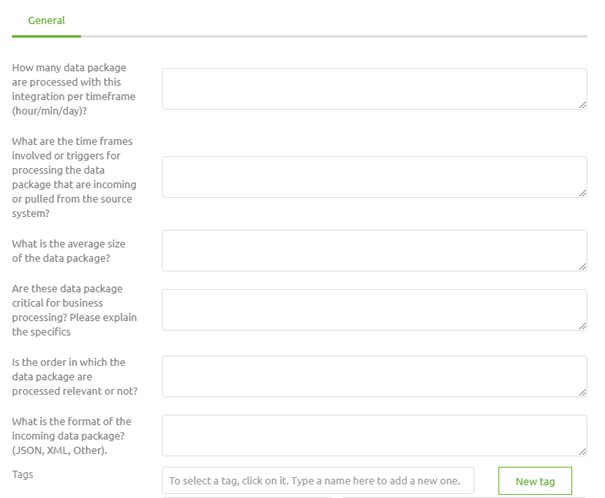 General
How many data package
are processed with this
integration per timeframe
(hour/min/day)?
What are the time frames
involved or triggers for
processing the data
package that are incoming
or pulled from the source
system?
What is the average size
of the data package?
Are these data package
critical for business
processing? Please explain
the specifics
Is the order in which the
data package are
processed relevant or not?
What is the format of the
incoming data package?
(JSON, XML, Other).
Tags
To select a tag, click on it. Type a name here to add a new one.
New tag